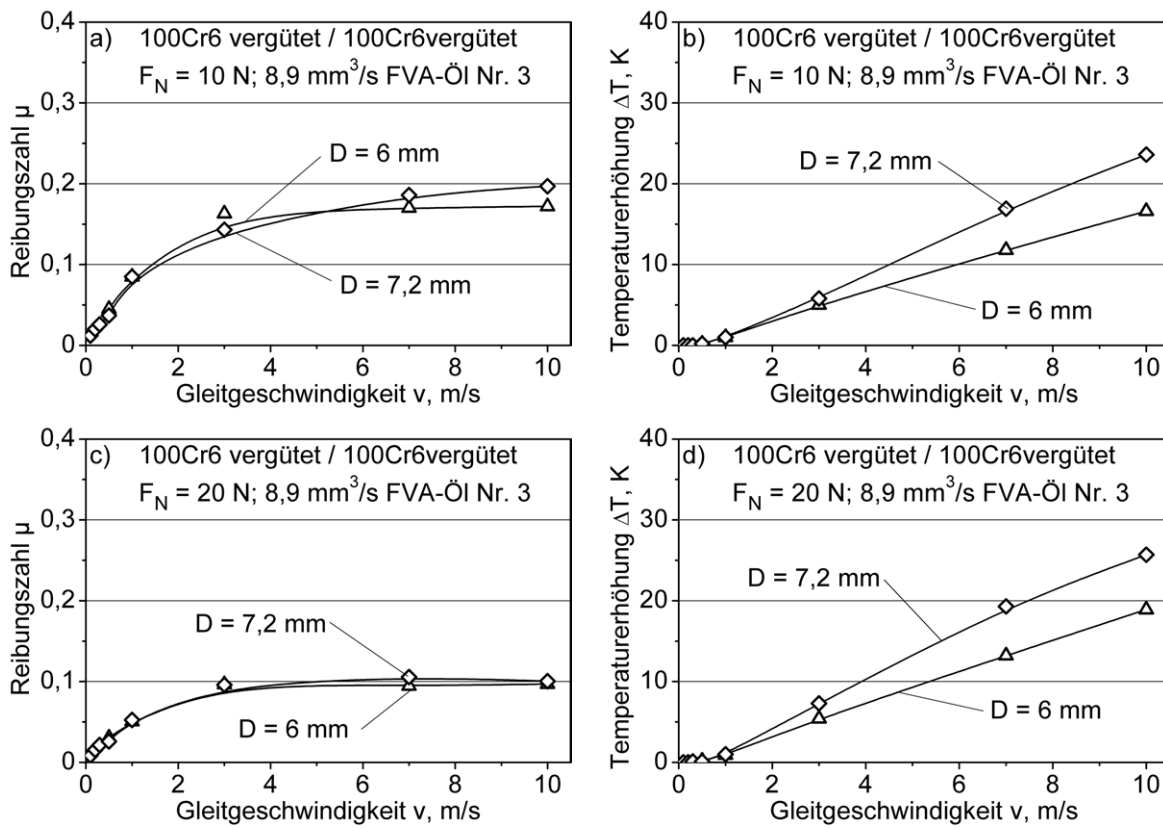 a) 100Cr6 vergütet / 100Cr6vergütet
F_N = 10 N; 8,9 mm³/s FVA-Öl Nr. 3
Reibungszahl µ
0,4
0,3
0,2
0,1
0
D = 6 mm
D = 7,2 mm
0 2 4 6 8 10
Gleitgeschwindigkeit v, m/s
b) 100Cr6 vergütet / 100Cr6vergütet
F_N = 10 N; 8,9 mm³/s FVA-Öl Nr. 3
Temperaturerhöhung ΔT, K
40
30
20
10
0
D = 7,2 mm
D = 6 mm
0 2 4 6 8 10
Gleitgeschwindigkeit v, m/s
c) 100Cr6 vergütet / 100Cr6vergütet
F_N = 20 N; 8,9 mm³/s FVA-Öl Nr. 3
Reibungszahl µ
0,4
0,3
0,2
0,1
0
D = 7,2 mm
D = 6 mm
0 2 4 6 8 10
Gleitgeschwindigkeit v, m/s
d) 100Cr6 vergütet / 100Cr6vergütet
F_N = 20 N; 8,9 mm³/s FVA-Öl Nr. 3
Temperaturerhöhung ΔT, K
40
30
20
10
0
D = 7,2 mm
D = 6 mm
0 2 4 6 8 10
Gleitgeschwindigkeit v, m/s